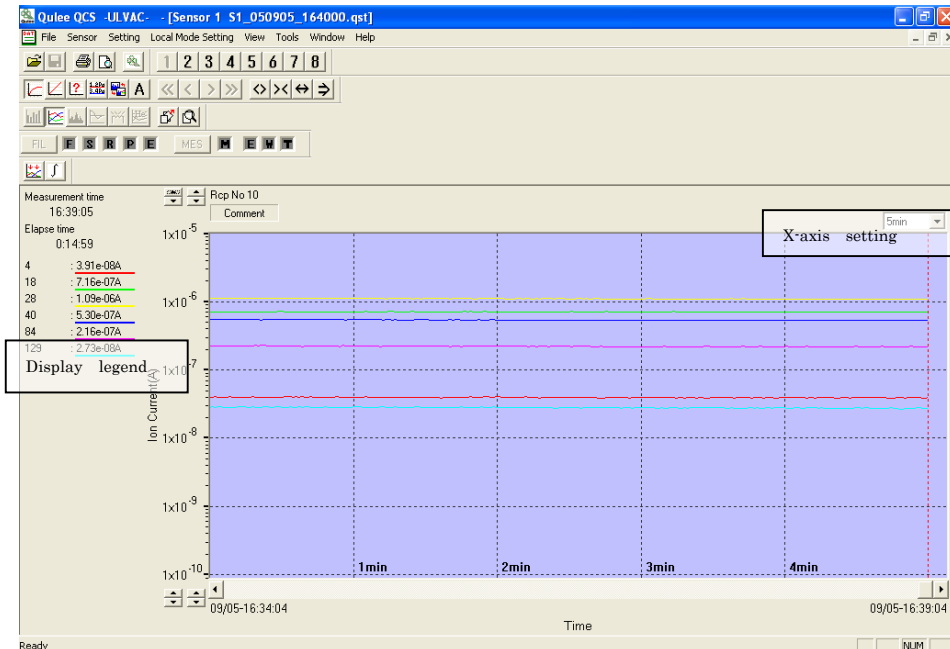 Qulee QCS -ULVAC- - [Sensor 1 S1_050905_164000.qst]
File Sensor Setting Local Mode Setting View Tools Window Help
1 2 3 4 5 6 7 8
A
FIL F S R P E MES M E W T
Measurement time
16:39:05
Elapse time
0:14:59
Rcp No 10
Comment
5min
X-axis setting
4 : 3.91e-08A
18 : 7.16e-07A
28 : 1.09e-06A
40 : 5.30e-07A
84 : 2.16e-07A
129 : 2.73e-08A
Display legend
Ion Current(A)
1x10-5
1x10-6
1x10-7
1x10-8
1x10-9
1x10-10
1min 2min 3min 4min
09/05-16:34:04 09/05-16:39:04
Time
Ready NUM